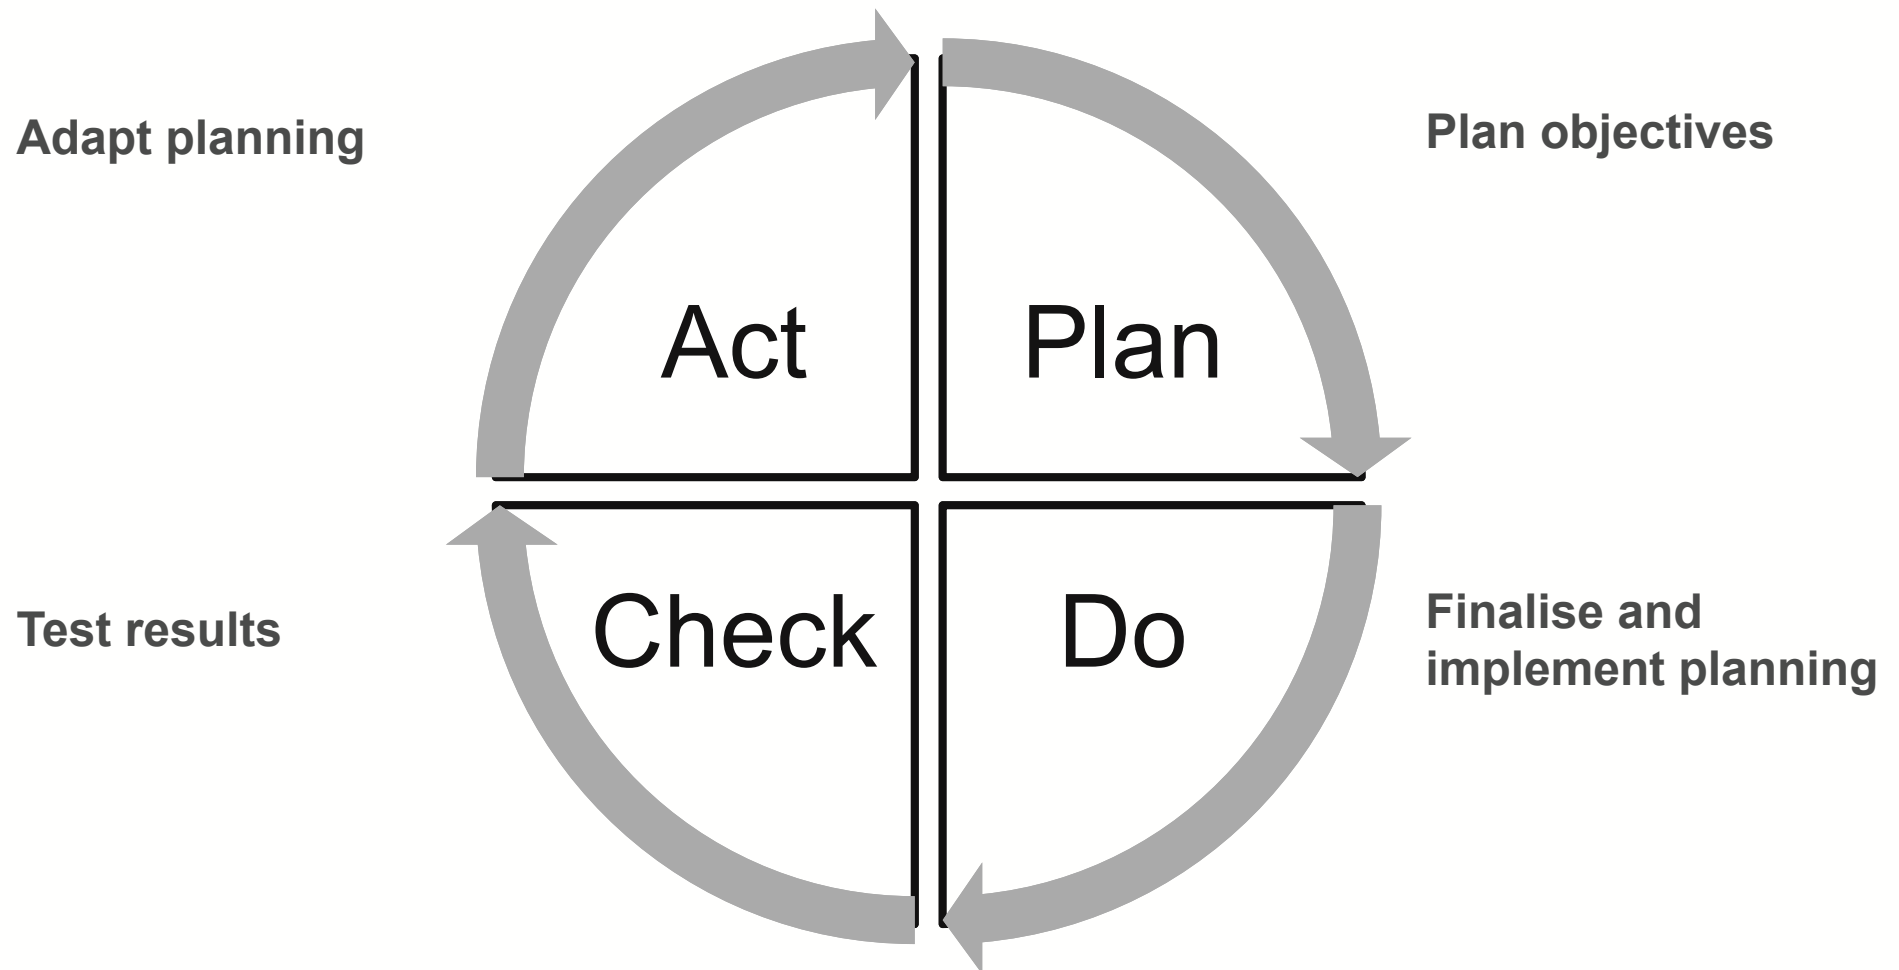 Adapt planning
Plan objectives
Act
Plan
Check
Do
Test results
Finalise and
implement planning